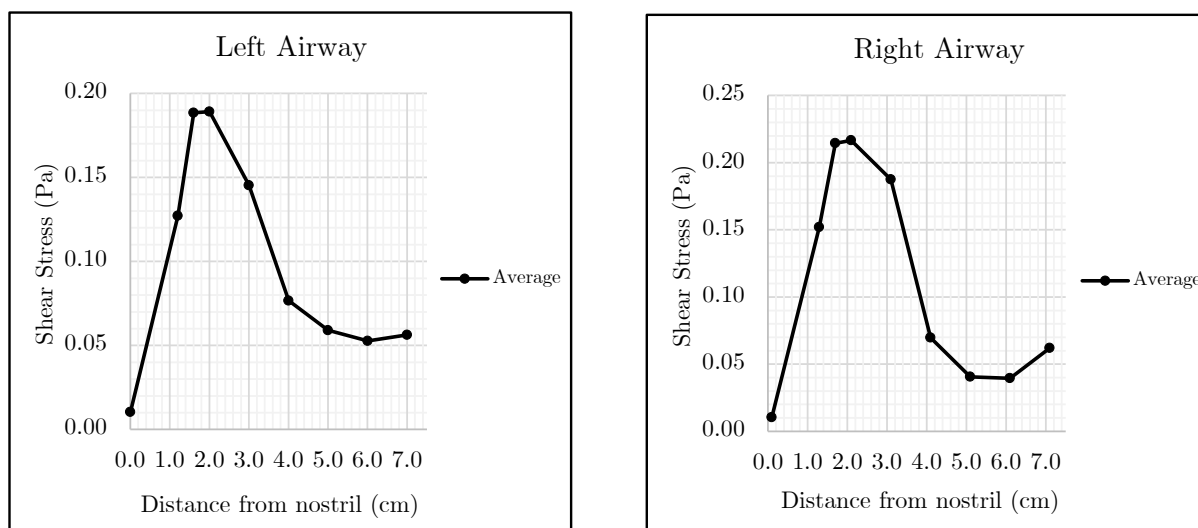 Left Airway
0.20
0.15
0.10
0.05
0.00
Shear Stress (Pa)
0.0 1.0 2.0 3.0 4.0 5.0 6.0 7.0
Distance from nostril (cm)
Average
Right Airway
0.25
0.20
0.15
0.10
0.05
0.00
Shear Stress (Pa)
0.0 1.0 2.0 3.0 4.0 5.0 6.0 7.0
Distance from nostril (cm)
Average